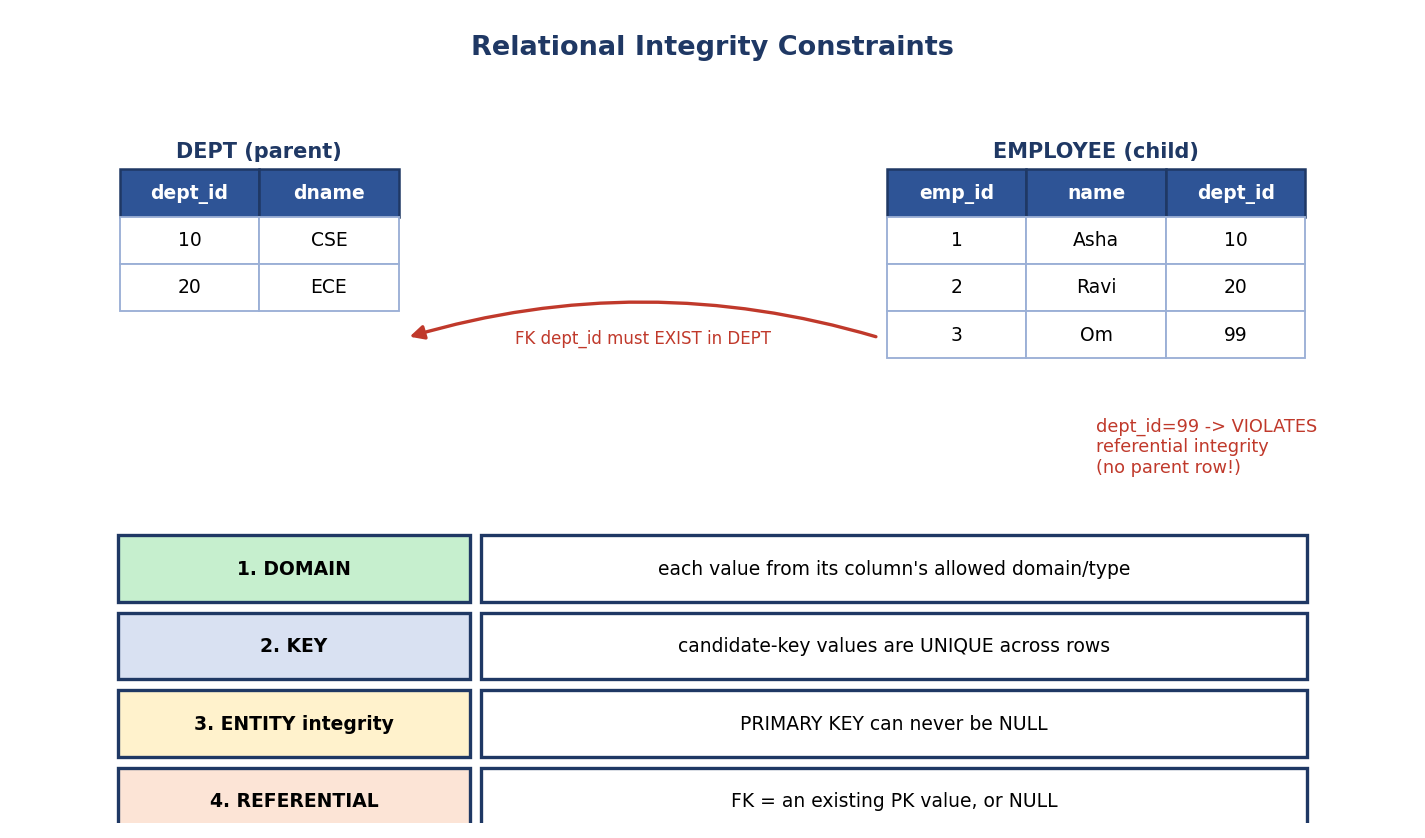 Relational Integrity Constraints
DEPT (parent)
dept_id dname
10 CSE
20 ECE
EMPLOYEE (child)
emp_id name dept_id
1 Asha 10
2 Ravi 20
3 Om 99
FK dept_id must EXIST in DEPT
dept_id=99 -> VIOLATES
referential integrity
(no parent row!)
1. DOMAIN each value from its column's allowed domain/type
2. KEY candidate-key values are UNIQUE across rows
3. ENTITY integrity PRIMARY KEY can never be NULL
4. REFERENTIAL FK = an existing PK value, or NULL